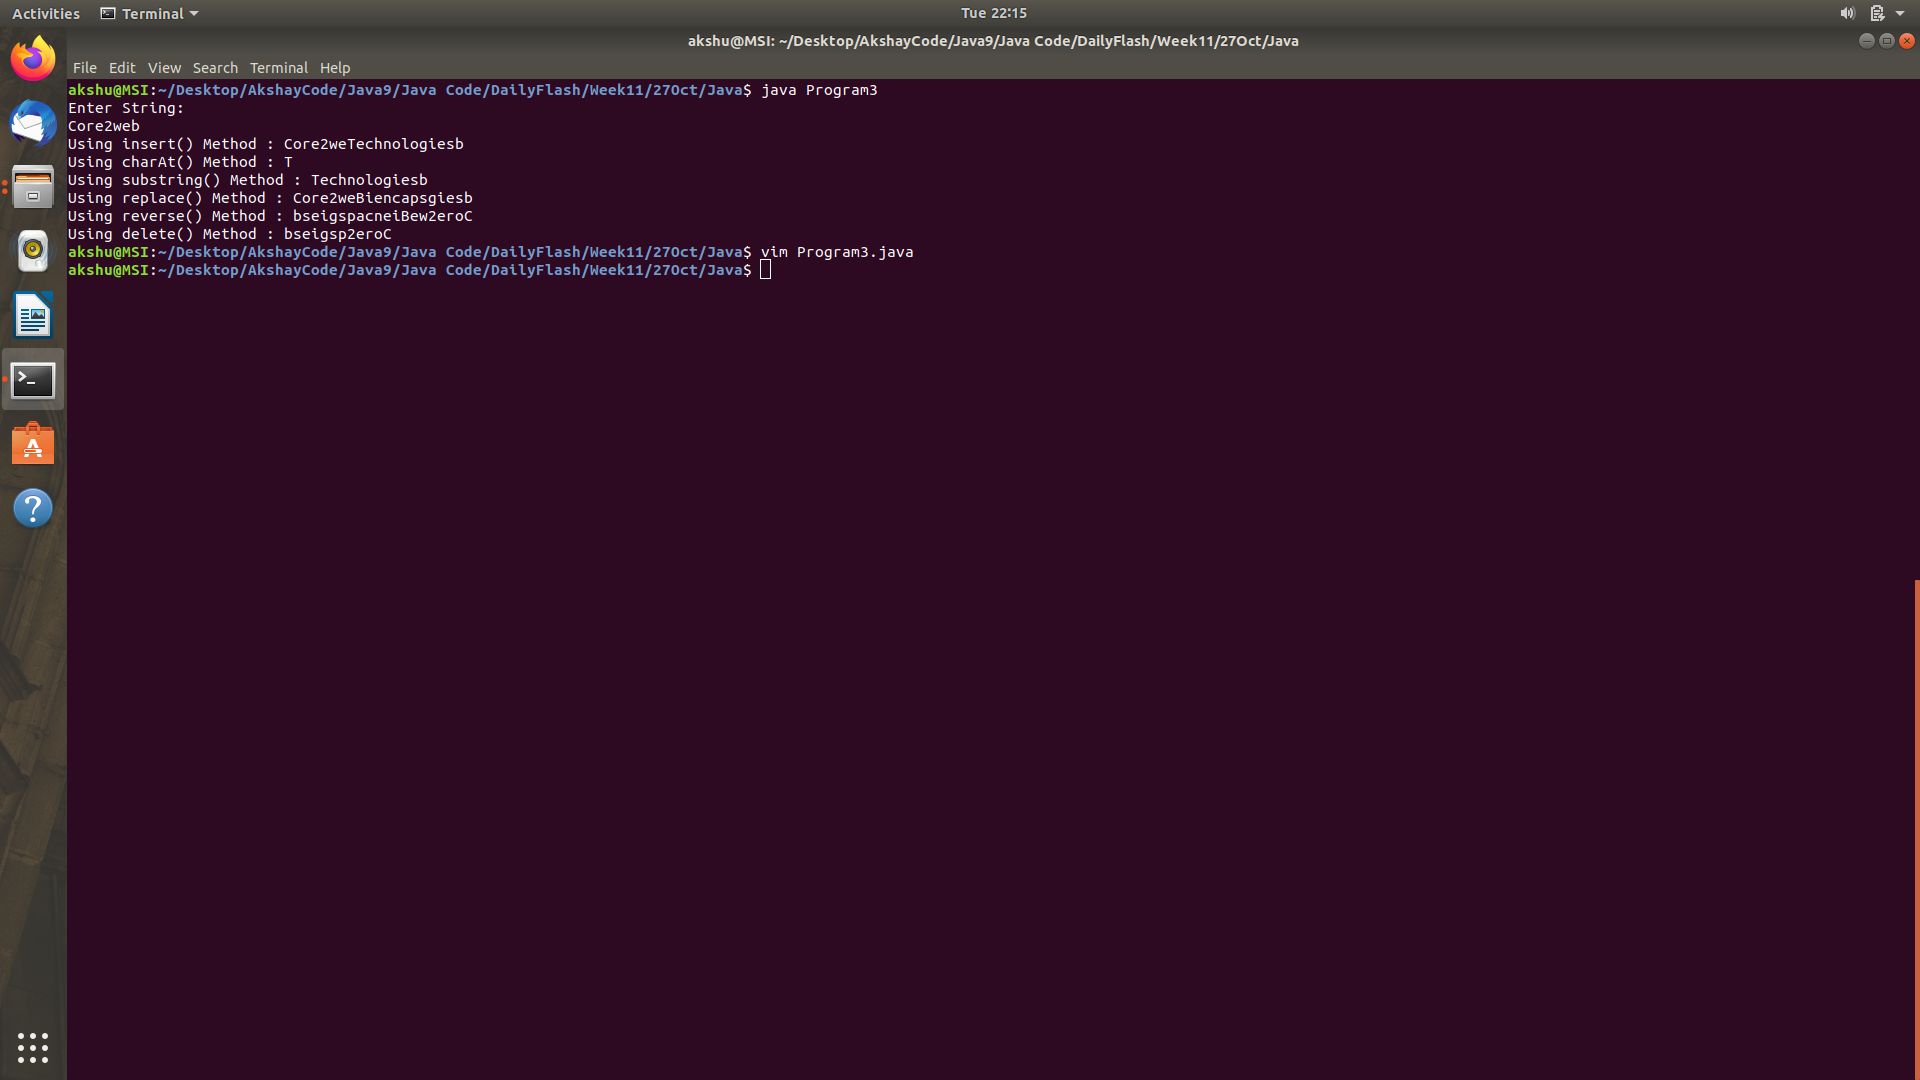 Activities Terminal Tue 22:15
akshu@MSI: ~/Desktop/AkshayCode/Java9/Java Code/DailyFlash/Week11/27Oct/Java
File Edit View Search Terminal Help
akshu@MSI:~/Desktop/AkshayCode/Java9/Java Code/DailyFlash/Week11/27Oct/Java$ java Program3
Enter String:
Core2web
Using insert() Method : Core2weTechnologiesb
Using charAt() Method : T
Using substring() Method : Technologiesb
Using replace() Method : Core2weBiencapsgiesb
Using reverse() Method : bseigspacneiBew2eroC
Using delete() Method : bseigsp2eroC
akshu@MSI:~/Desktop/AkshayCode/Java9/Java Code/DailyFlash/Week11/27Oct/Java$ vim Program3.java
akshu@MSI:~/Desktop/AkshayCode/Java9/Java Code/DailyFlash/Week11/27Oct/Java$